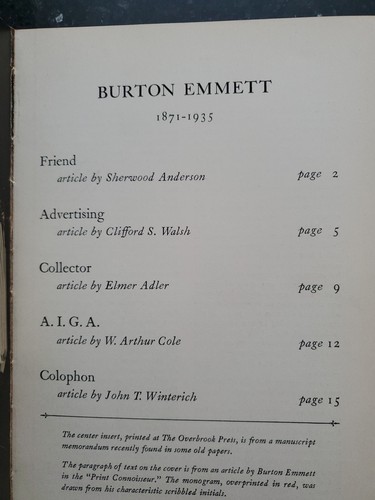 BURTON EMMETT
1871-1935
Friend
article by Sherwood Anderson page 2
Advertising
article by Clifford S. Walsh page 5
Collector
article by Elmer Adler page 9
A. I. G. A.
article by W. Arthur Cole page 12
Colophon
article by John T. Winterich page 15
The center insert, printed at The Overbrook Press, is from a manuscript
memorandum recently found in some old papers.
The paragraph of text on the cover is from an article by Burton Emmett
in the "Print Connoisseur." The monogram, overprinted in red, was
drawn from his characteristic scribbled initials.